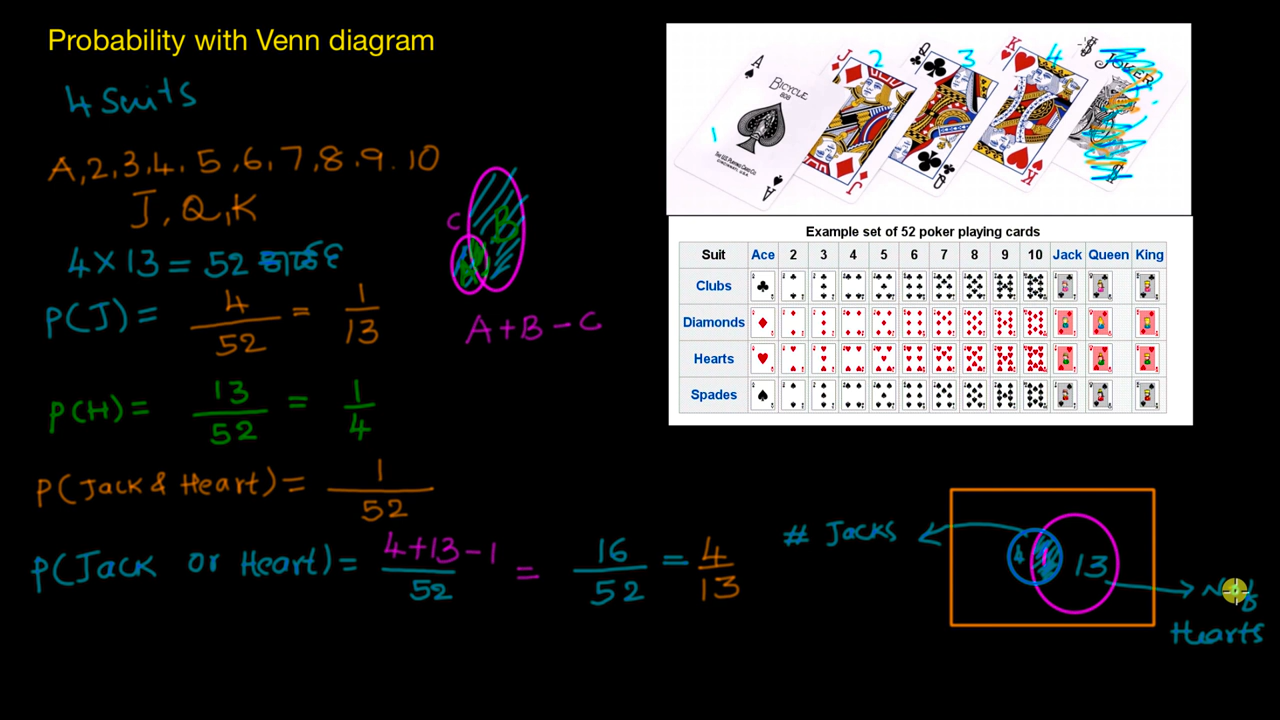 Probability with Venn diagram
4 Suits
A, 2, 3, 4, 5, 6, 7, 8, 9, 10
J, Q, K
4 × 13 = 52
P(J) = 4/52 = 1/13
P(H) = 13/52 = 1/4
P(Jack & Heart) = 1/52
P(Jack or Heart) = 4+13-1/52 = 16/52 = 4/13
C
B
A+B-C
A
BICYCLE
808
A
1
J
2
J
Q
3
Q
K
4
K
JOKER
Example set of 52 poker playing cards
Suit Ace 2 3 4 5 6 7 8 9 10 Jack Queen King
Clubs
Diamonds
Hearts
Spades
# Jacks
4 1 13
Hearts